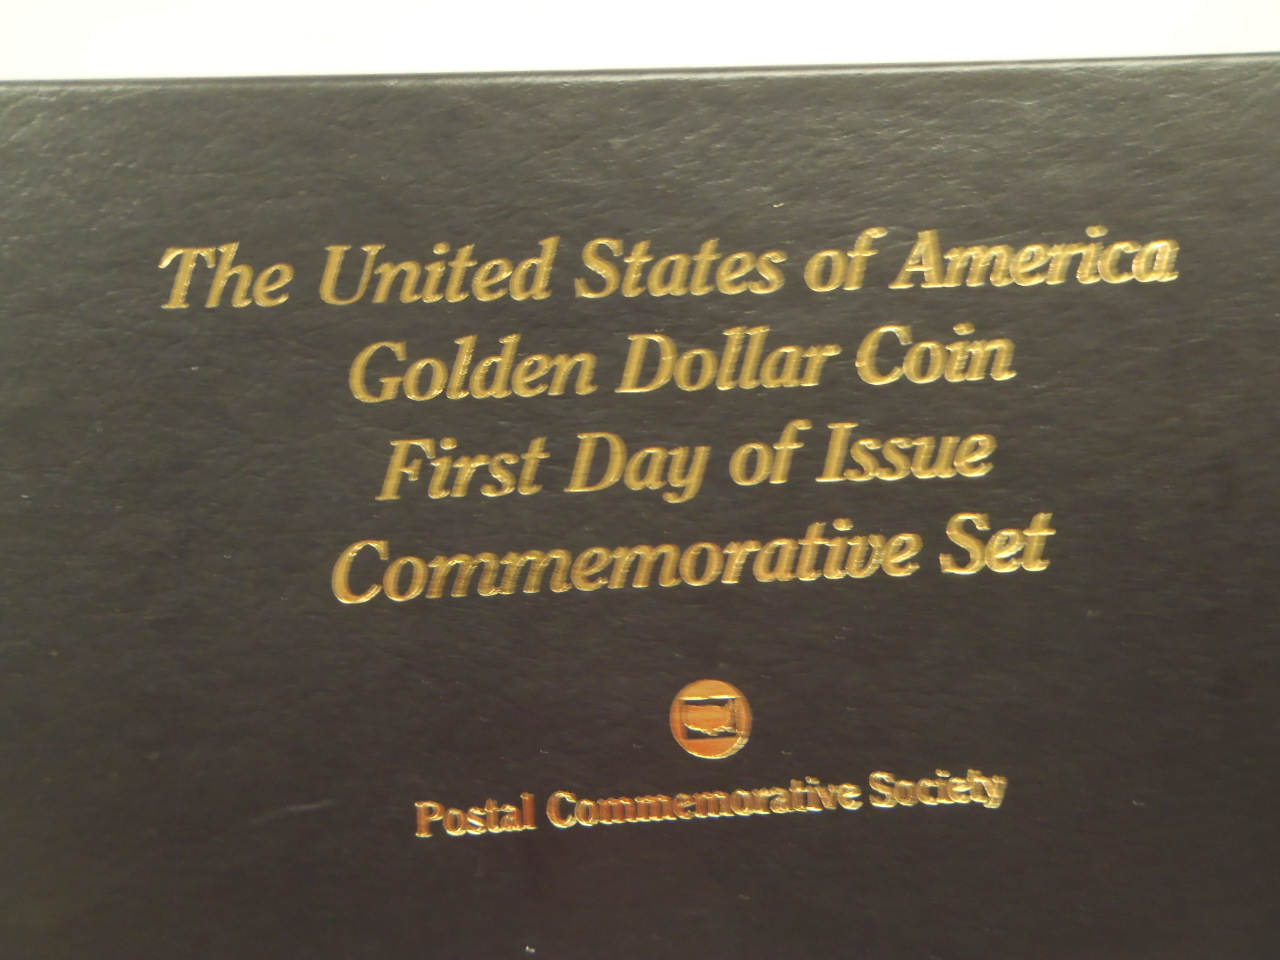 The United States of America
Golden Dollar Coin
First Day of Issue
Commemorative Set
Postal Commemorative Society